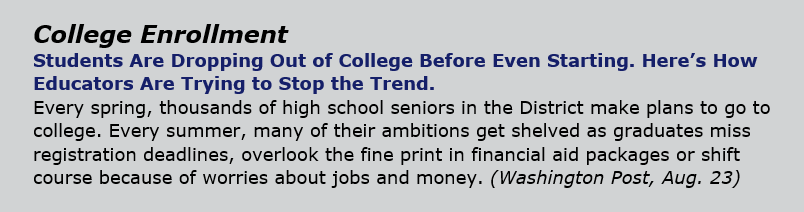 College Enrollment
Students Are Dropping Out of College Before Even Starting. Here’s How
Educators Are Trying to Stop the Trend.
Every spring, thousands of high school seniors in the District make plans to go to
college. Every summer, many of their ambitions get shelved as graduates miss
registration deadlines, overlook the fine print in financial aid packages or shift
course because of worries about jobs and money. (Washington Post, Aug. 23)